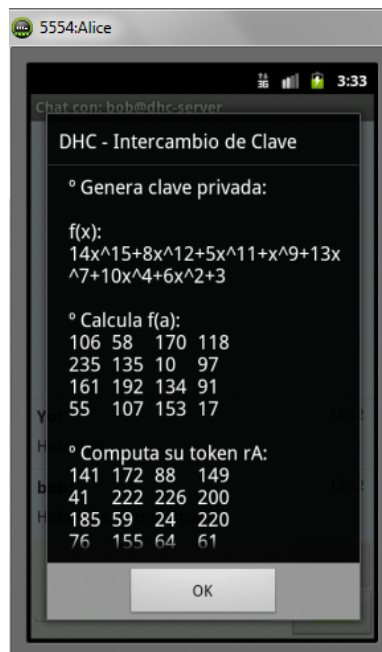 5554:Alice
3G 3:33
Chat con: bob@dhc-server
DHC - Intercambio de Clave
º Genera clave privada:
f(x):
14x^15+8x^12+5x^11+x^9+13x
^7+10x^4+6x^2+3
º Calcula f(a):
106 58 170 118
235 135 10 97
161 192 134 91
55 107 153 17
º Computa su token rA:
141 172 88 149
41 222 226 200
185 59 24 220
76 155 64 61
OK